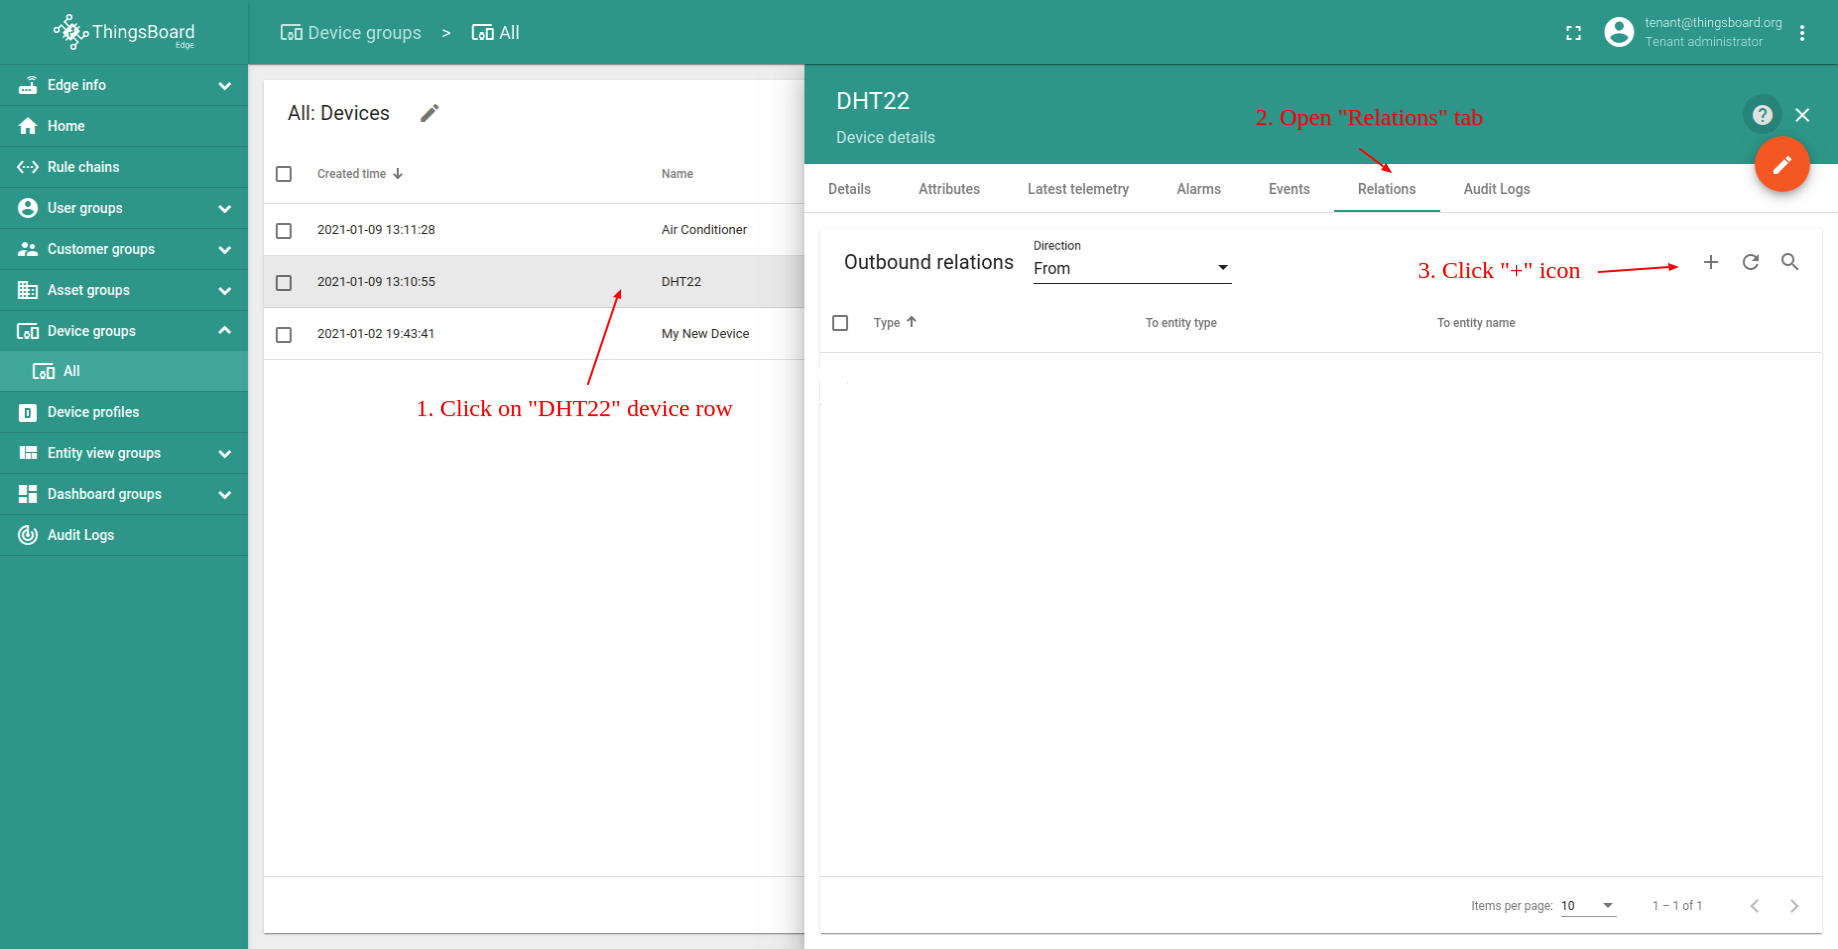 ThingsBoard
Edge
Device groups > All
tenant@thingsboard.org
Tenant administrator
Edge info
Home
Rule chains
User groups
Customer groups
Asset groups
Device groups
All
Device profiles
Entity view groups
Dashboard groups
Audit Logs
All: Devices
Created time Name
2021-01-09 13:11:28 Air Conditioner
2021-01-09 13:10:55 DHT22
2021-01-02 19:43:41 My New Device
1. Click on "DHT22" device row
DHT22
Device details
2. Open "Relations" tab
Details Attributes Latest telemetry Alarms Events Relations Audit Logs
Outbound relations
Direction
From
3. Click "+" icon
Type To entity type To entity name
Items per page: 10 1 – 1 of 1